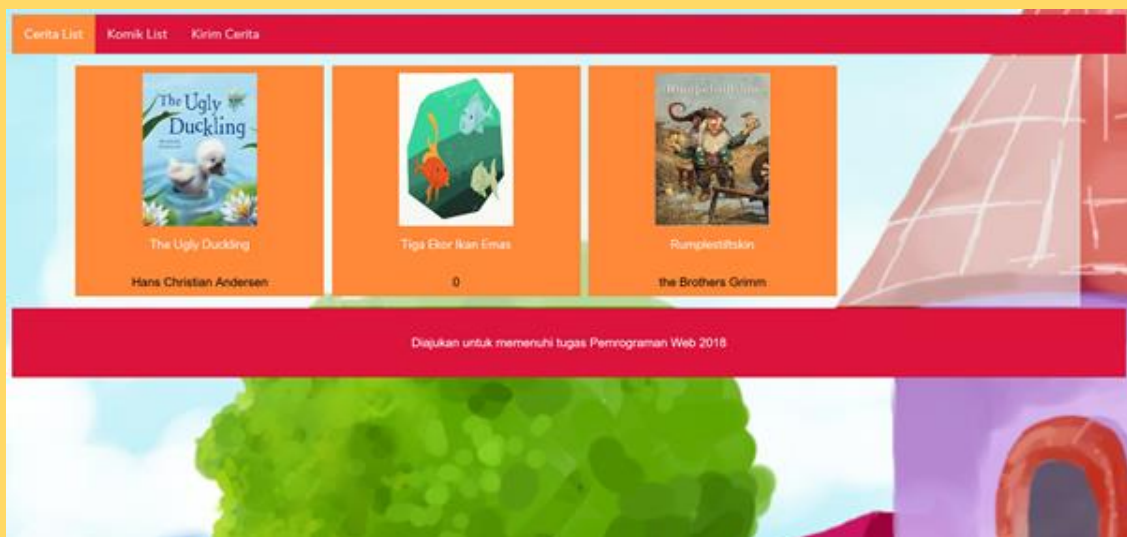 Cerita List Komik List Kirim Cerita
The Ugly
Duckling
The Ugly Duckling
Hans Christian Andersen
Tiga Ekor Ikan Emas
0
Rumplestiltskin
the Brothers Grimm
Diajukan untuk memenuhi tugas Pemrograman Web 2018